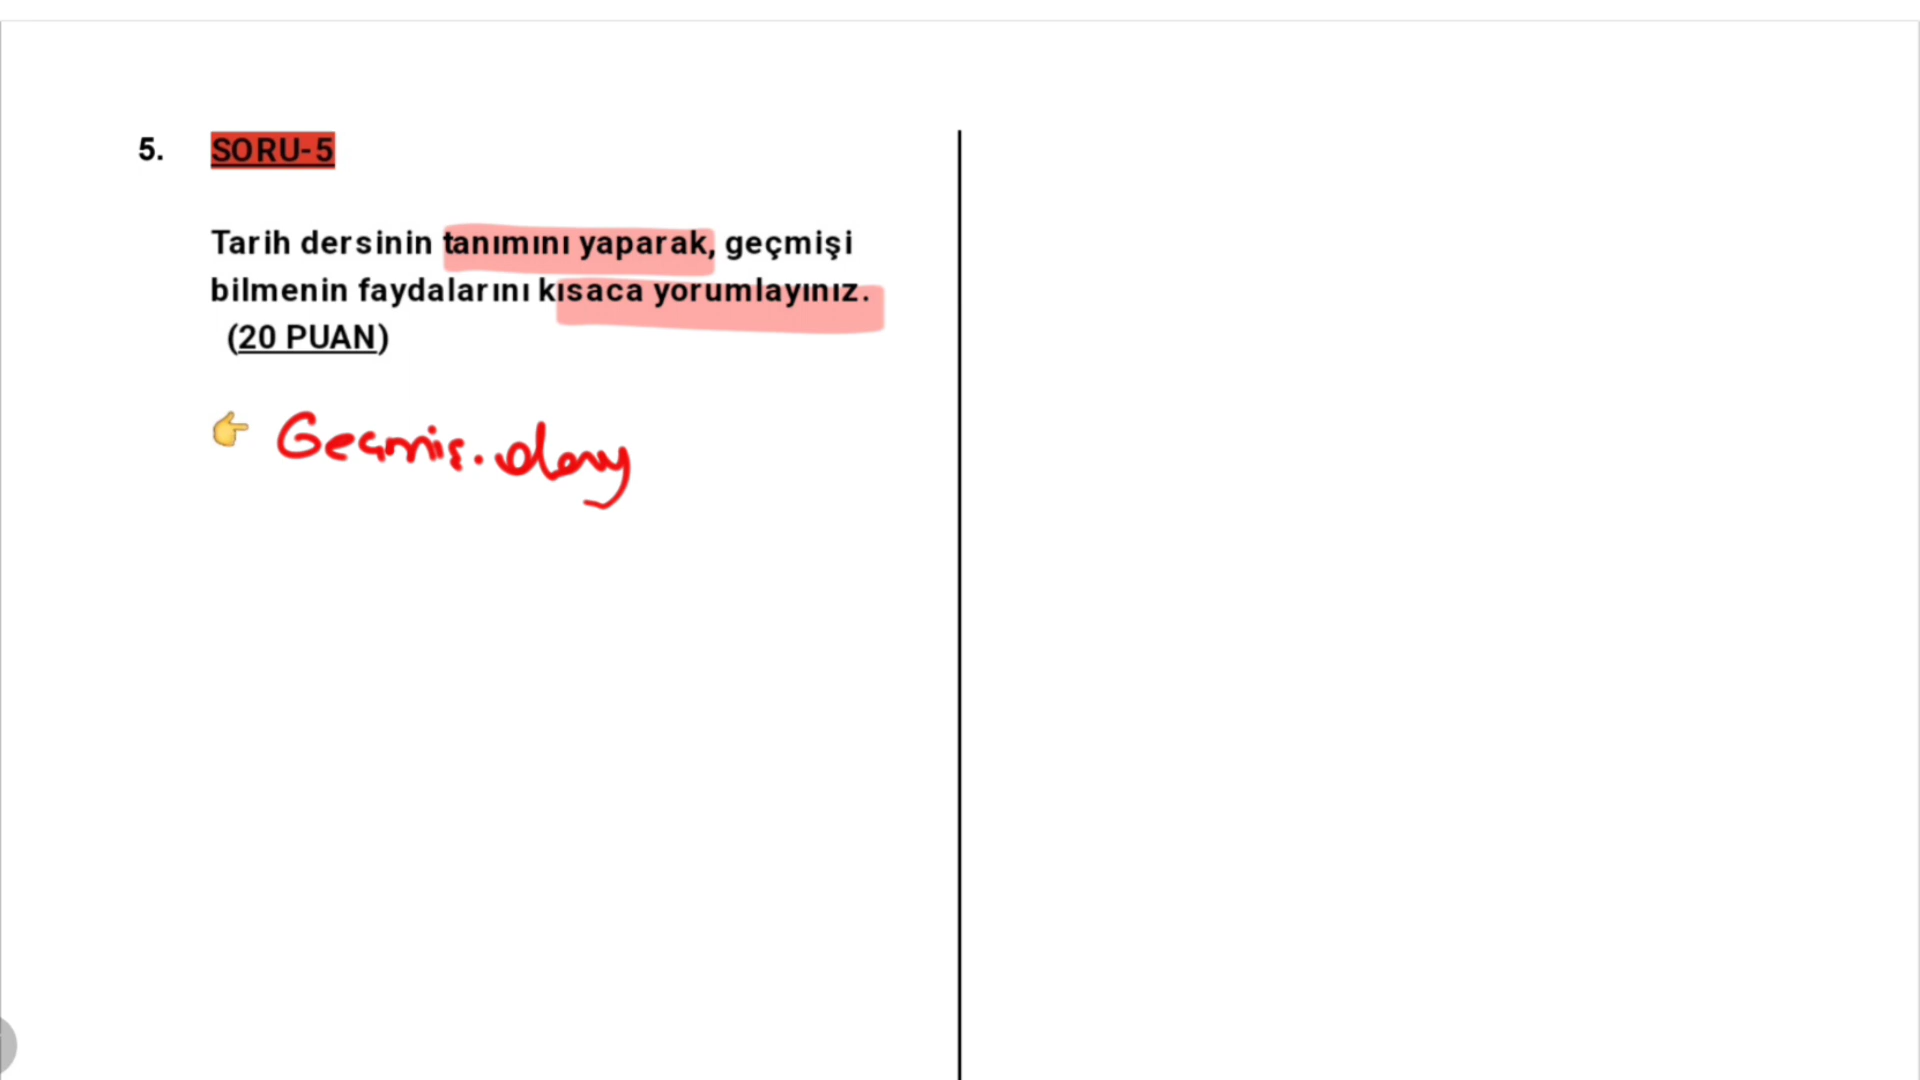 5. SORU-5
Tarih dersinin tanımını yaparak, geçmişi
bilmenin faydalarını kısaca yorumlayınız.
(20 PUAN)
👉 Geçmiş. olay